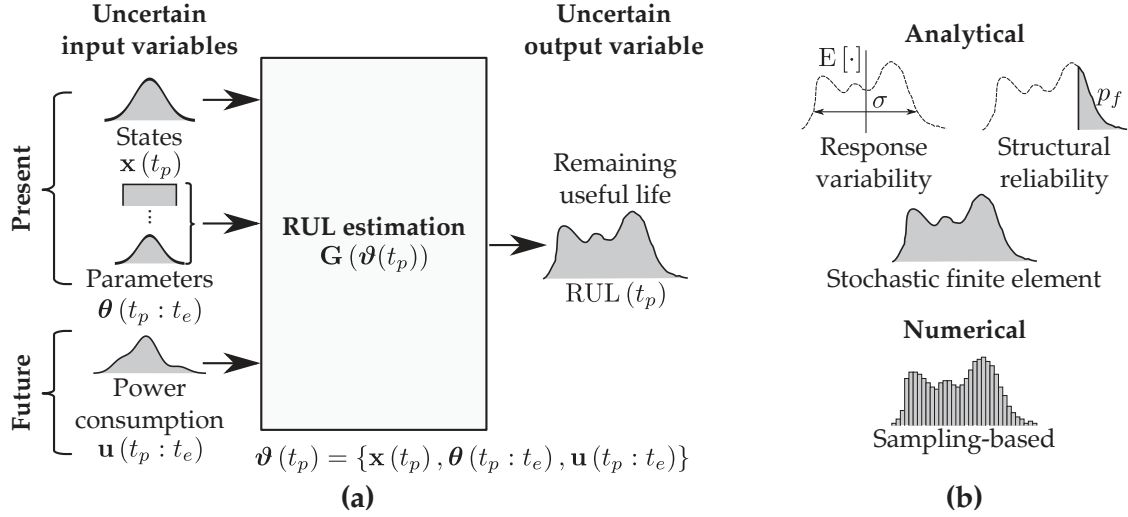 Uncertain
input variables
Present
States
x (t_p)
⋮
Parameters
θ (t_p : t_e)
Future
Power
consumption
u (t_p : t_e)
RUL estimation
G (ϑ(t_p))
ϑ (t_p) = {x (t_p) , θ (t_p : t_e) , u (t_p : t_e)}
Uncertain
output variable
Remaining
useful life
RUL (t_p)
(a)
Analytical
E [·]
σ
Response
variability
p_f
Structural
reliability
Stochastic finite element
Numerical
Sampling-based
(b)